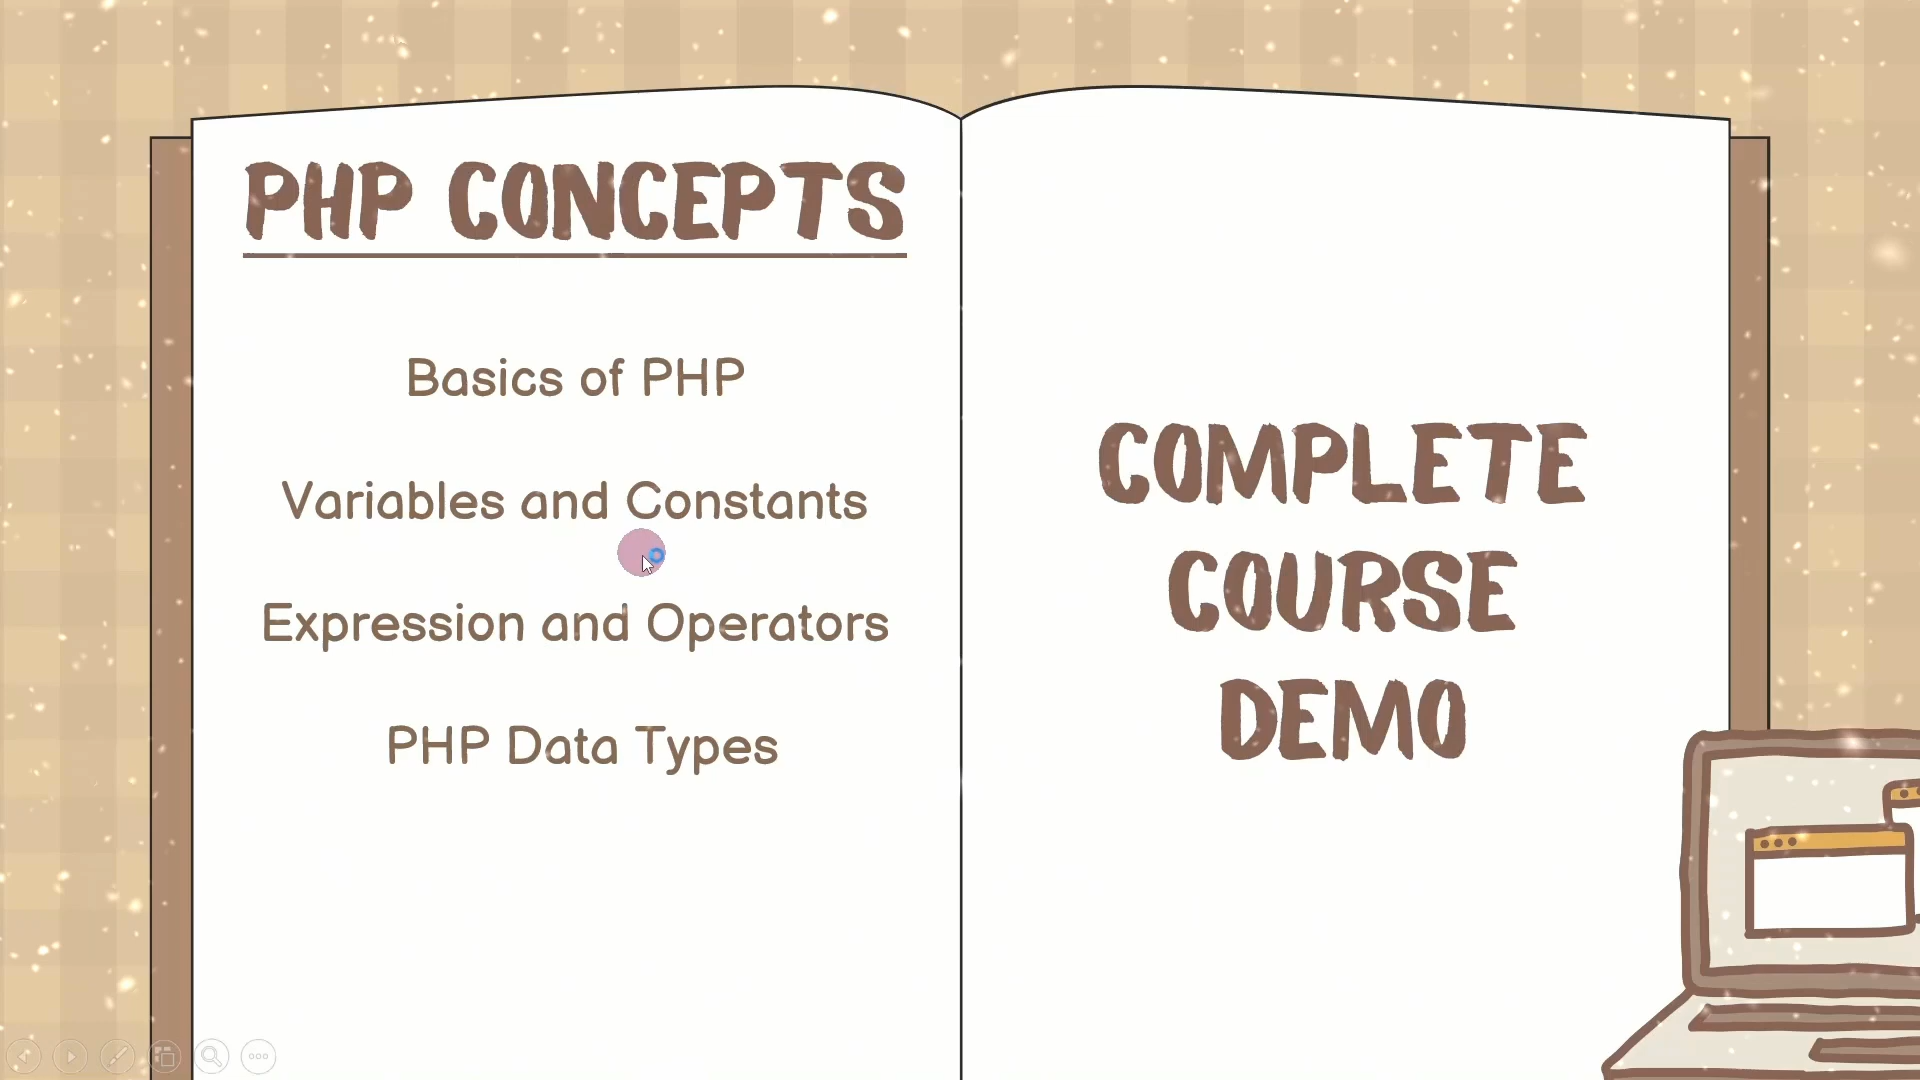 PHP CONCEPTS
Basics of PHP
Variables and Constants
Expression and Operators
PHP Data Types
COMPLETE
COURSE
DEMO